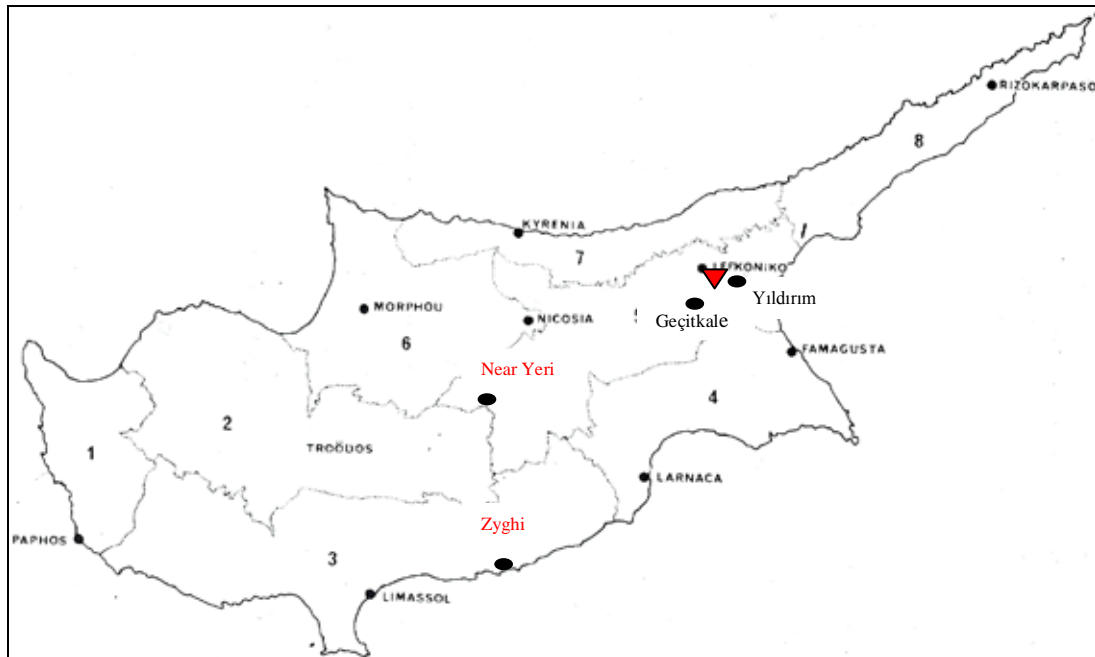 RIZOKARPASO
8
KYRENIA
7
LEFKONIKO
Yıldırım
MORPHOU
NICOSIA
Geçitkale
6
FAMAGUSTA
Near Yeri
4
2
1
TROÖDOS
LARNACA
Zyghi
PAPHOS
3
LIMASSOL